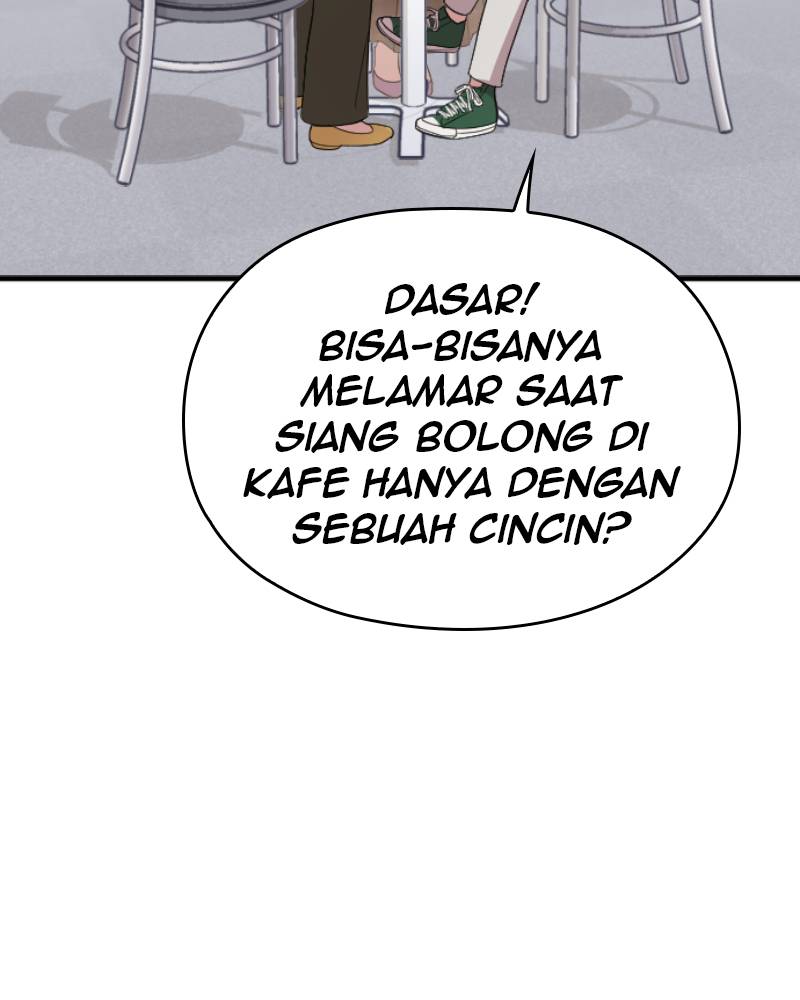 DASAR!
BISA-BISANYA
MELAMAR SAAT
SIANG BOLONG DI
KAFE HANYA DENGAN
SEBUAH CINCIN?